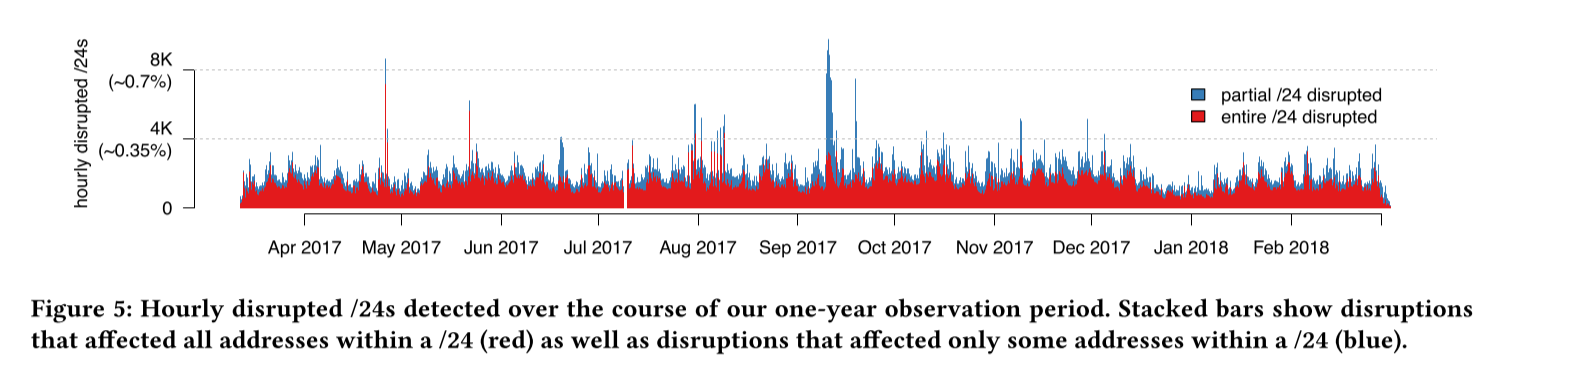 hourly disrupted /24s
8K
(~0.7%)
4K
(~0.35%)
0
partial /24 disrupted
entire /24 disrupted
Apr 2017 May 2017 Jun 2017 Jul 2017 Aug 2017 Sep 2017 Oct 2017 Nov 2017 Dec 2017 Jan 2018 Feb 2018
Figure 5: Hourly disrupted /24s detected over the course of our one-year observation period. Stacked bars show disruptions
that affected all addresses within a /24 (red) as well as disruptions that affected only some addresses within a /24 (blue).